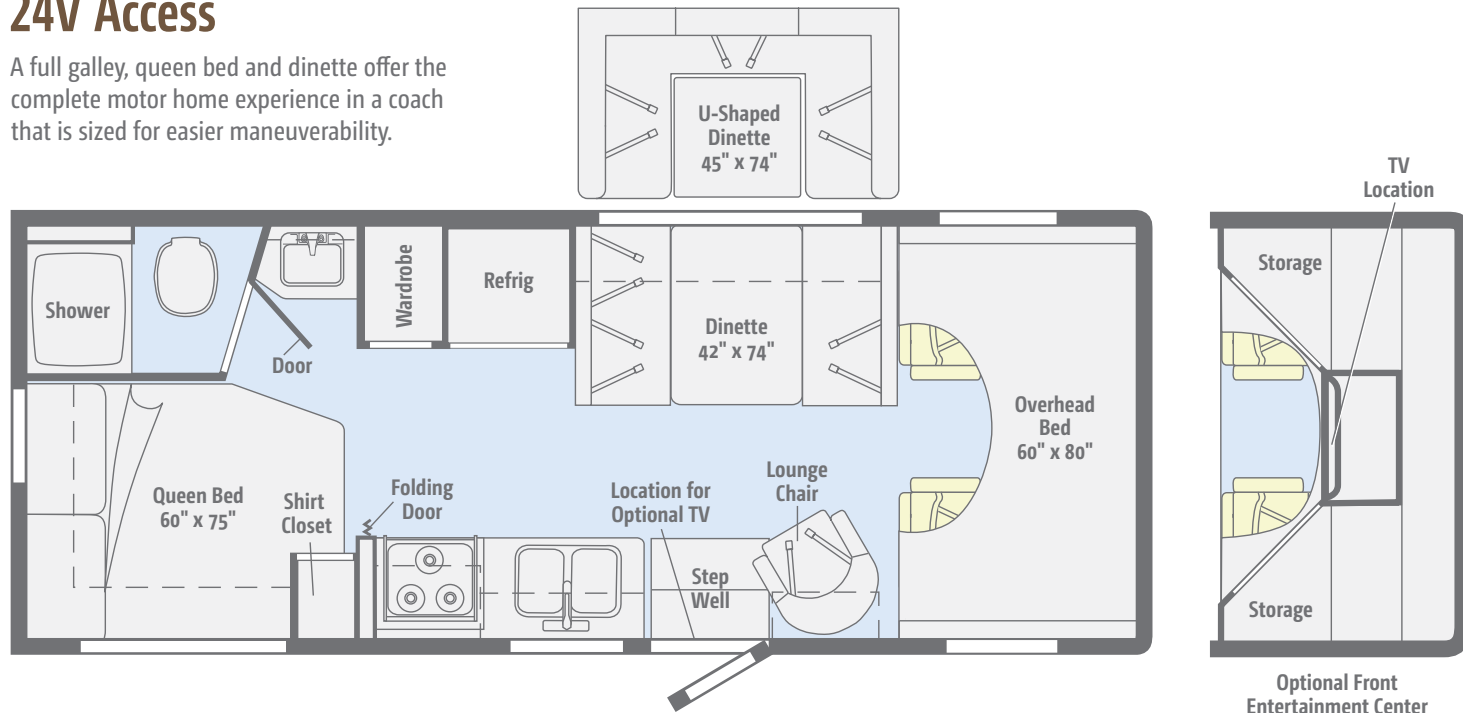 24V Access
A full galley, queen bed and dinette offer the
complete motor home experience in a coach
that is sized for easier maneuverability.
U-Shaped
Dinette
45" x 74"
TV
Location
Shower
Door
Wardrobe
Refrig
Dinette
42" x 74"
Overhead
Bed
60" x 80"
Storage
Queen Bed
60" x 75"
Shirt
Closet
Folding
Door
Location for
Optional TV
Lounge
Chair
Step
Well
Storage
Optional Front
Entertainment Center